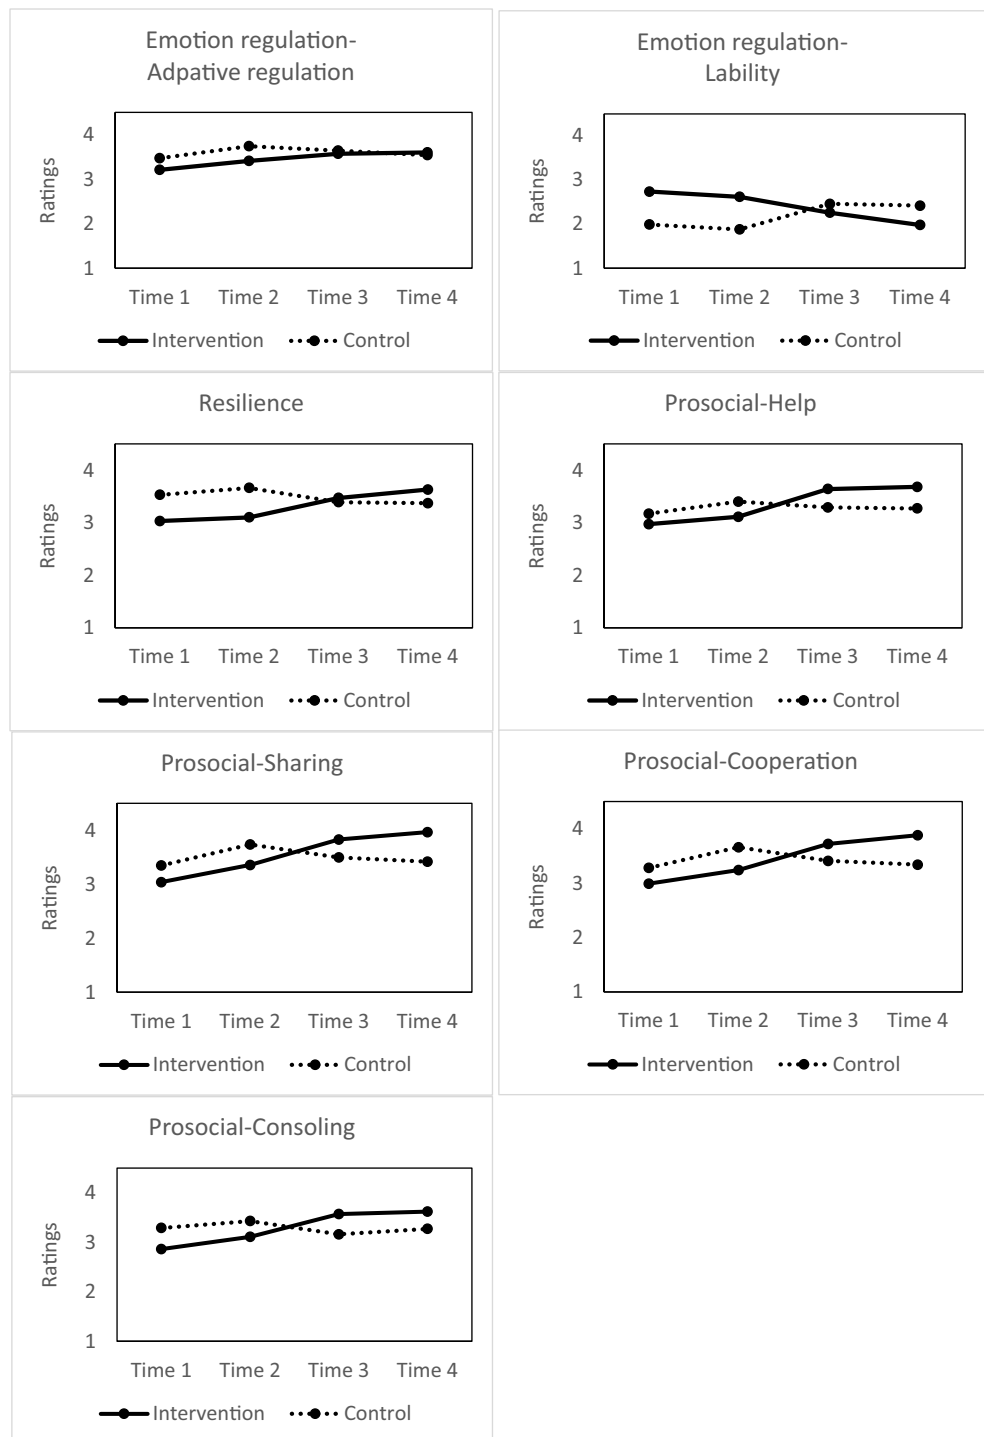 Emotion regulation-
Adpative regulation
Ratings
4
3
2
1
Time 1 Time 2 Time 3 Time 4
Intervention Control
Emotion regulation-
Lability
Ratings
4
3
2
1
Time 1 Time 2 Time 3 Time 4
Intervention Control
Resilience
Ratings
4
3
2
1
Time 1 Time 2 Time 3 Time 4
Intervention Control
Prosocial-Help
Ratings
4
3
2
1
Time 1 Time 2 Time 3 Time 4
Intervention Control
Prosocial-Sharing
Ratings
4
3
2
1
Time 1 Time 2 Time 3 Time 4
Intervention Control
Prosocial-Cooperation
Ratings
4
3
2
1
Time 1 Time 2 Time 3 Time 4
Intervention Control
Prosocial-Consoling
Ratings
4
3
2
1
Time 1 Time 2 Time 3 Time 4
Intervention Control